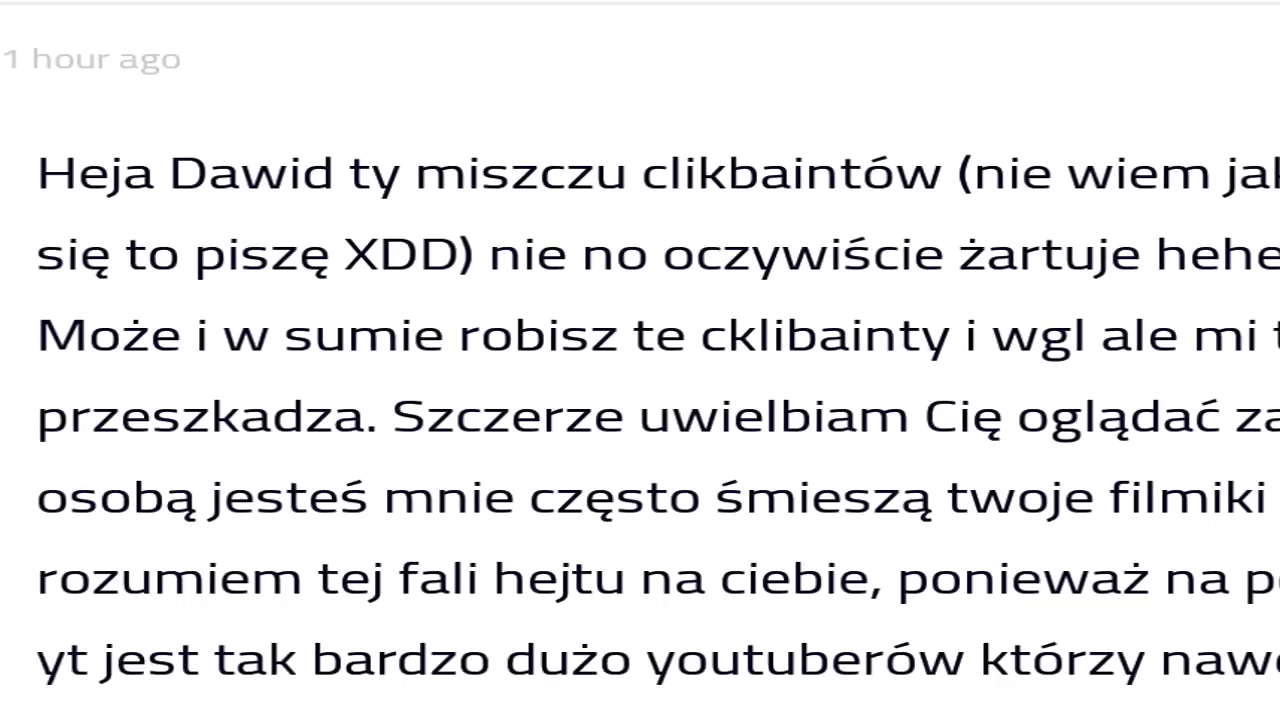 1 hour ago
Heja Dawid ty miszczu clikbaintów (nie wiem
się to piszę XDD) nie no oczywiście żartuje hehe
Może i w sumie robisz te cklibainty i wgl ale mi
przeszkadza. Szczerze uwielbiam Cię oglądać
osobą jesteś mnie często śmieszą twoje filmiki
rozumiem tej fali hejtu na ciebie, ponieważ na
yt jest tak bardzo dużo youtuberów którzy